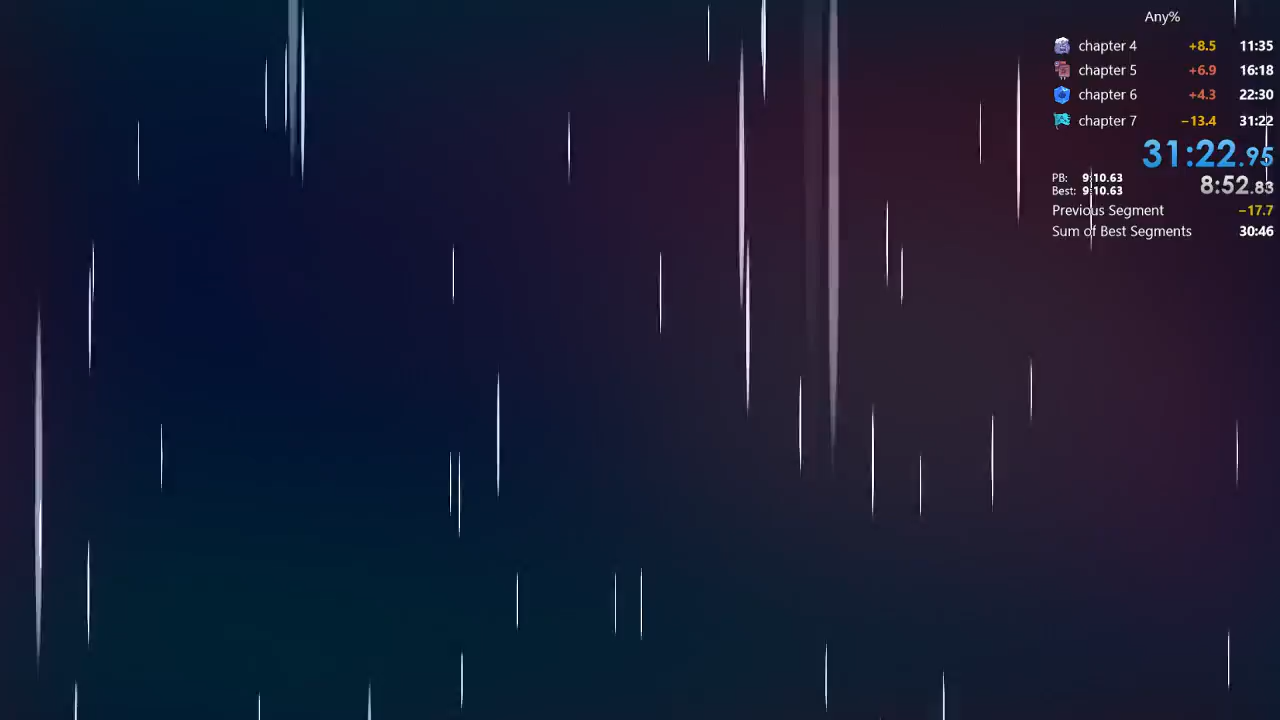 Any%
chapter 4 +8.5 11:35
chapter 5 +6.9 16:18
chapter 6 +4.3 22:30
chapter 7 −13.4 31:22
31:22.95
PB: 9:10.63 8:52.83
Best: 9:10.63
Previous Segment −17.7
Sum of Best Segments 30:46